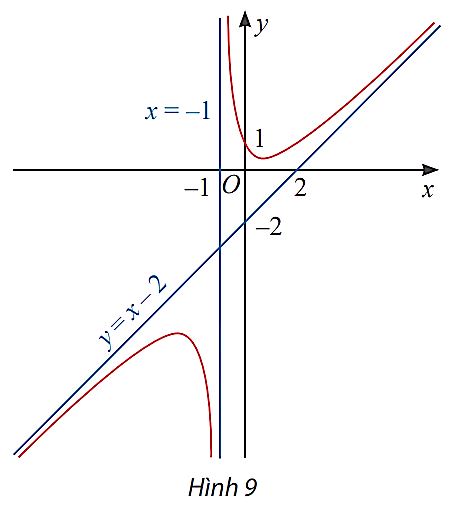 y
x = –1
1
–1
O
2
x
–2
y = x – 2
Hình 9